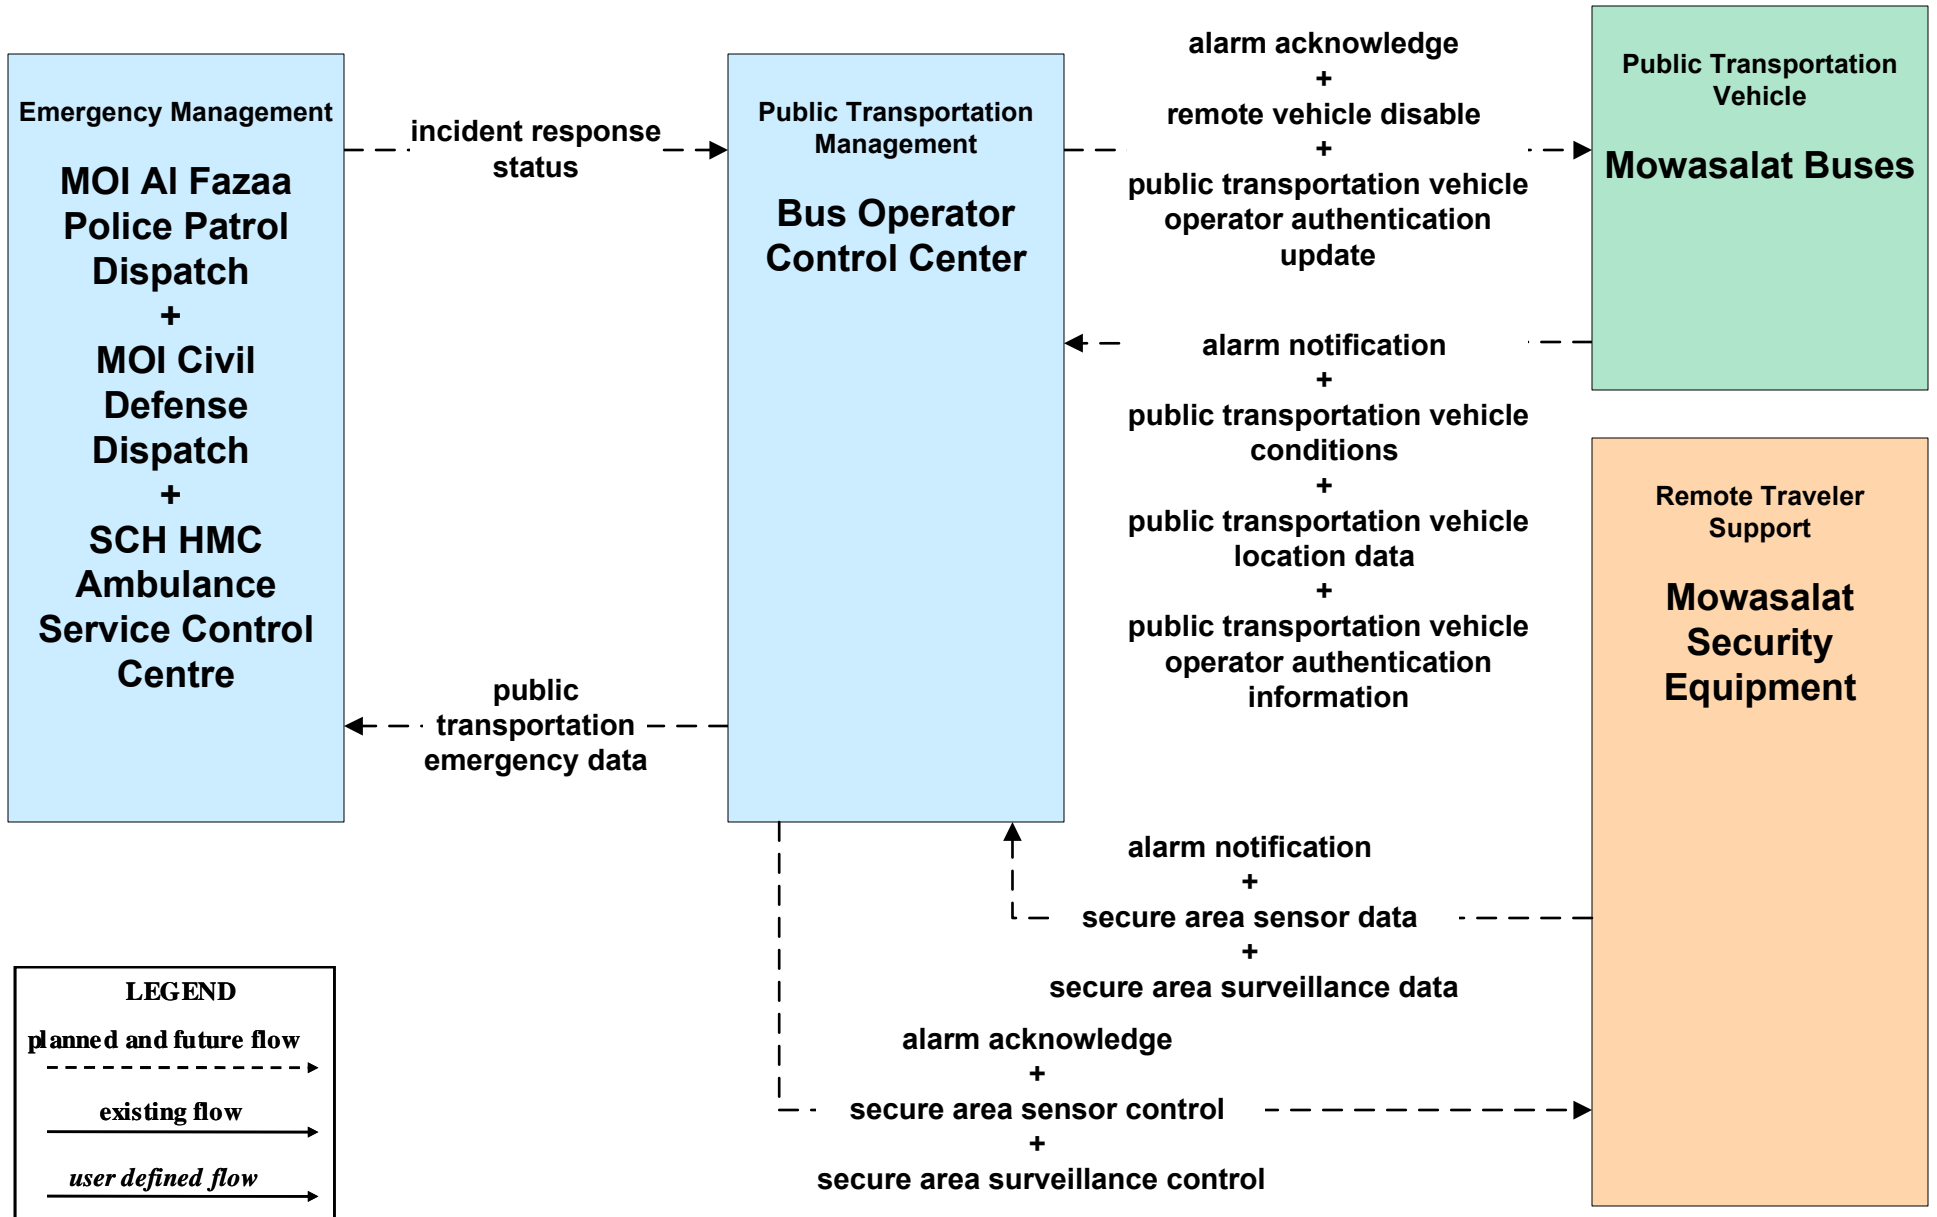 Emergency Management
MOI Al Fazaa
Police Patrol
Dispatch
+
MOI Civil
Defense
Dispatch
+
SCH HMC
Ambulance
Service Control
Centre
incident response
status
public
transportation
emergency data
Public Transportation
Management
Bus Operator
Control Center
alarm acknowledge
+
remote vehicle disable
+
public transportation vehicle
operator authentication
update
alarm notification
+
public transportation vehicle
conditions
+
public transportation vehicle
location data
+
public transportation vehicle
operator authentication
information
Public Transportation
Vehicle
Mowasalat Buses
Remote Traveler
Support
Mowasalat
Security
Equipment
alarm notification
+
secure area sensor data
+
secure area surveillance data
alarm acknowledge
+
secure area sensor control
+
secure area surveillance control
LEGEND
planned and future flow
existing flow
user defined flow